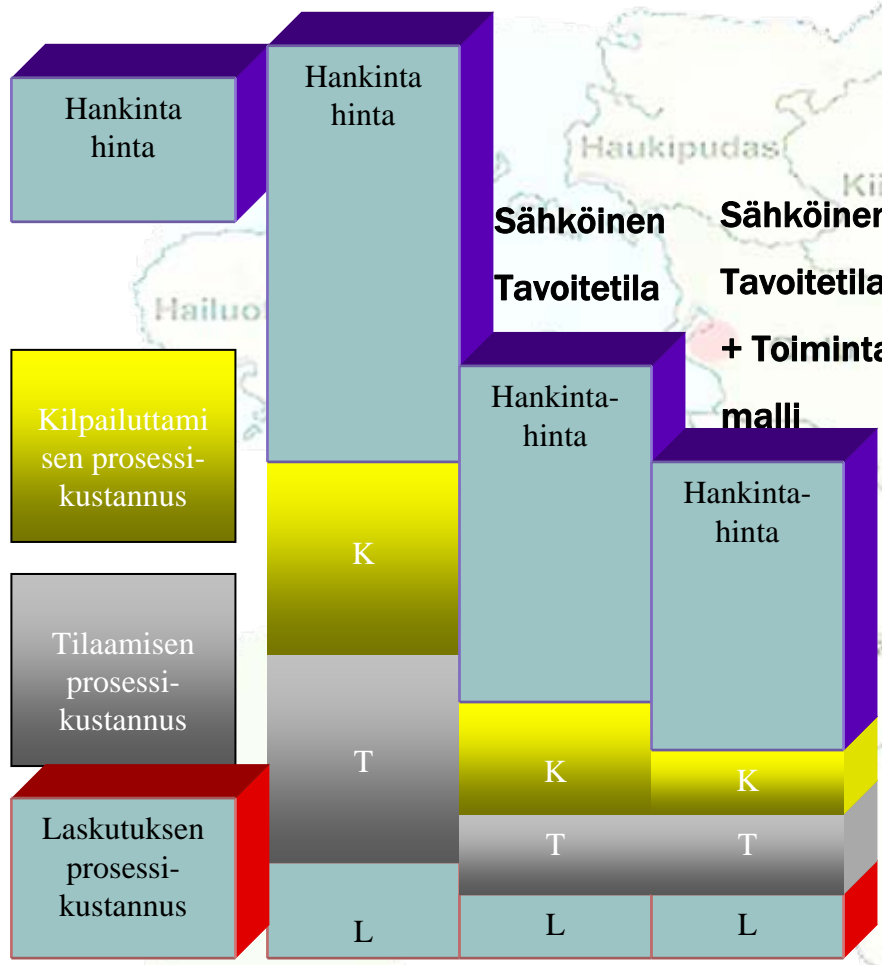 Hankinta
hinta
Kilpailuttami
sen prosessi-
kustannus
Tilaamisen
prosessi-
kustannus
Laskutuksen
prosessi-
kustannus
Hankinta
hinta
K
T
L
Sähköinen
Tavoitetila
Hankinta-
hinta
K
T
L
Sähköinen
Tavoitetila
+ Toiminta
malli
Hankinta-
hinta
K
T
L
Haukipudas
Kii
Hailuo